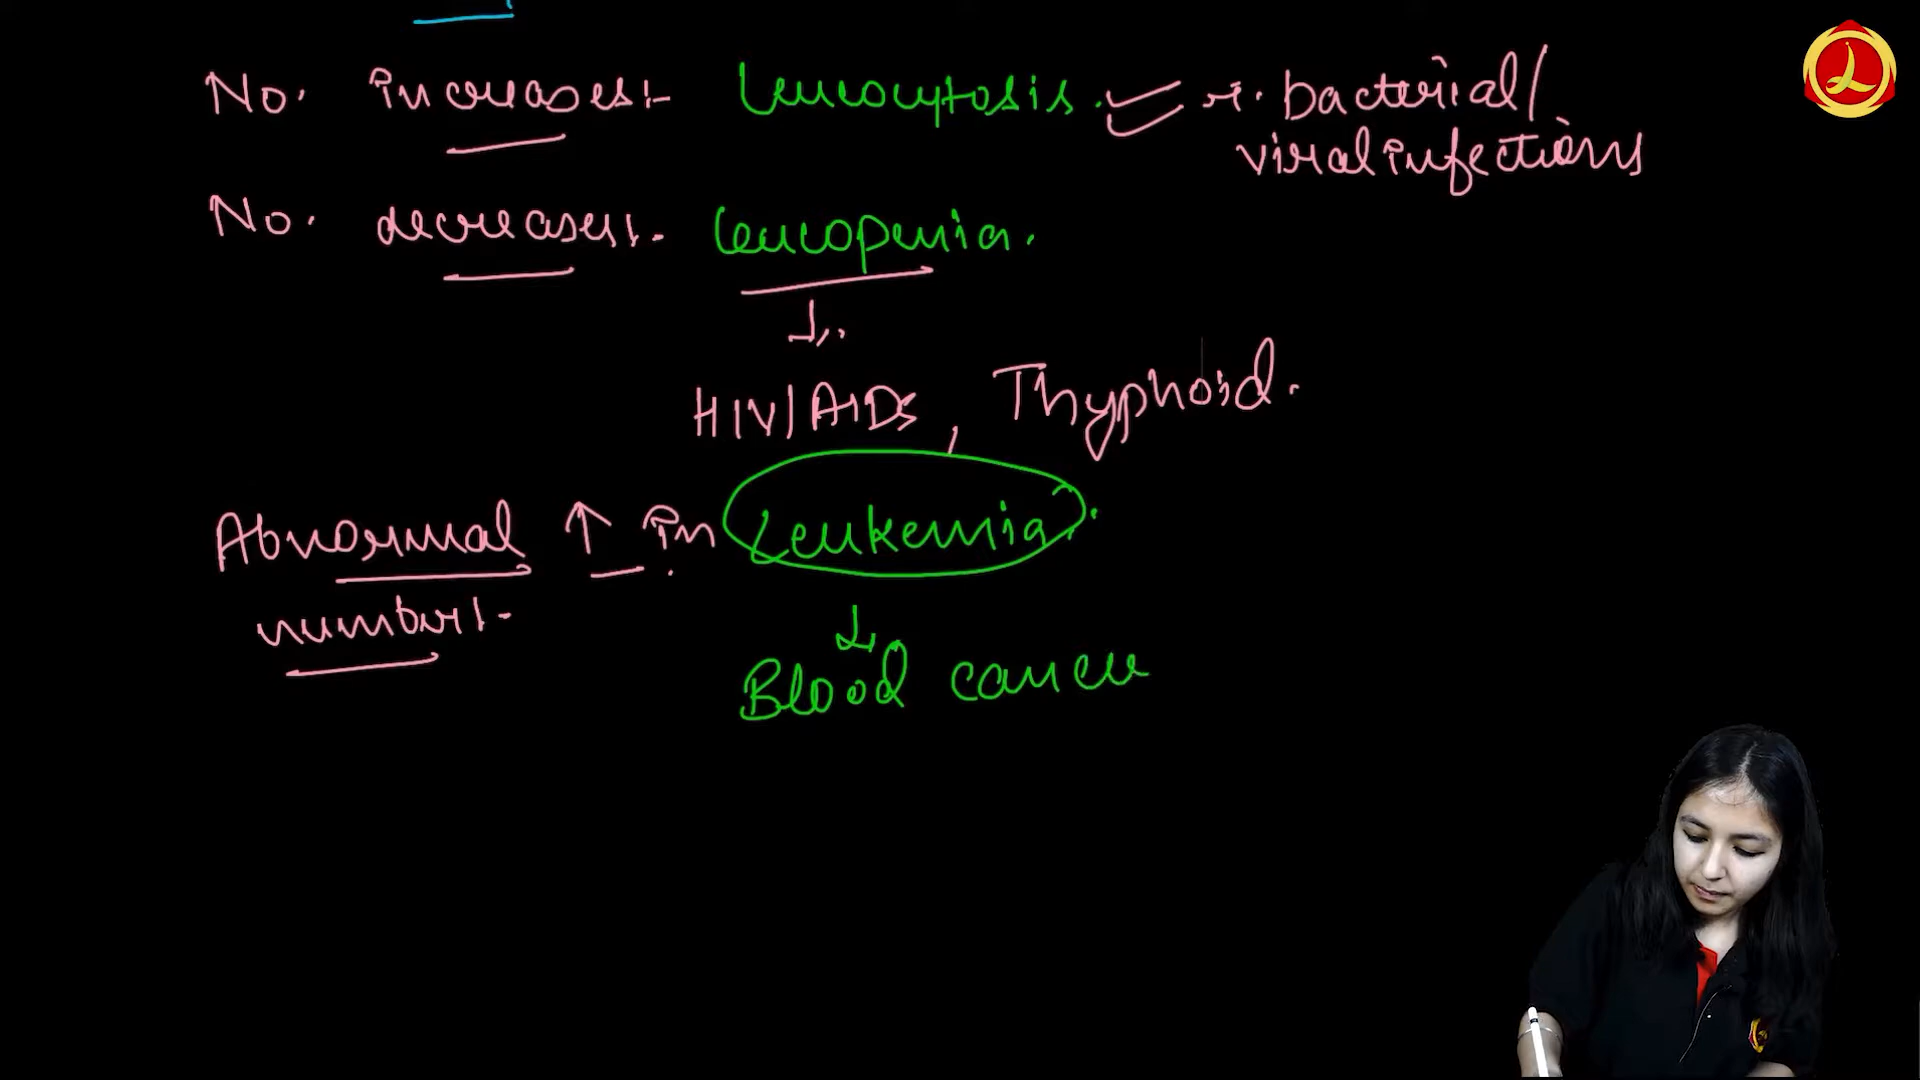 No. increases:- Leucocytosis. → bacterial/
viral infections
No. decreases:- leucopenia.
HIV/AIDS, Thyphoid.
Abnormal ↑ in Leukemia.
number:-
Blood cancer